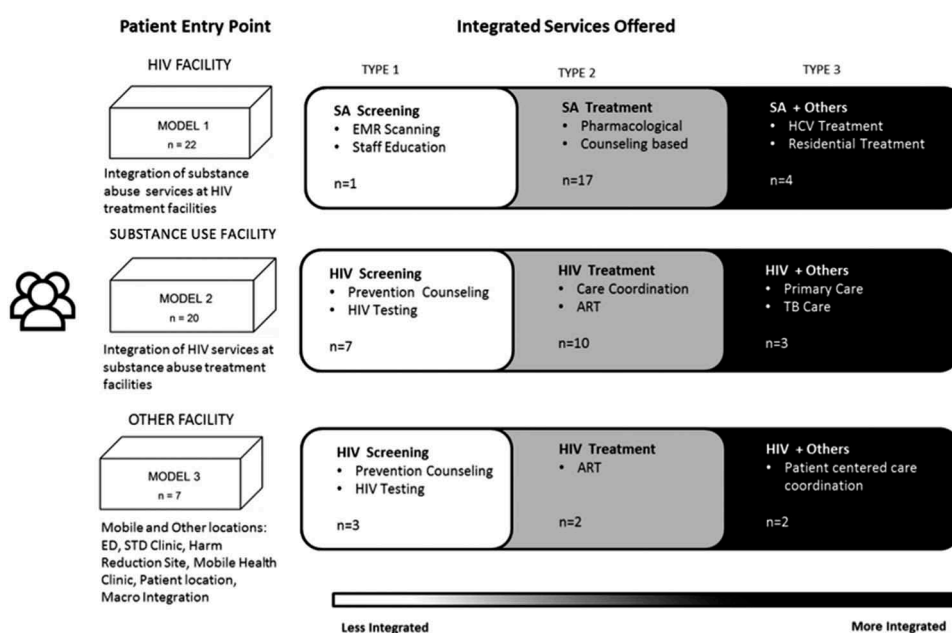 Patient Entry Point
Integrated Services Offered
HIV FACILITY
TYPE 1
TYPE 2
TYPE 3
MODEL 1
n = 22
Integration of substance
abuse services at HIV
treatment facilities
SA Screening
• EMR Scanning
• Staff Education
n=1
SA Treatment
• Pharmacological
• Counseling based
n=17
SA + Others
• HCV Treatment
• Residential Treatment
n=4
SUBSTANCE USE FACILITY
MODEL 2
n = 20
Integration of HIV services at
substance abuse treatment
facilities
HIV Screening
• Prevention Counseling
• HIV Testing
n=7
HIV Treatment
• Care Coordination
• ART
n=10
HIV + Others
• Primary Care
• TB Care
n=3
OTHER FACILITY
MODEL 3
n = 7
Mobile and Other locations:
ED, STD Clinic, Harm
Reduction Site, Mobile Health
Clinic, Patient location,
Macro Integration
HIV Screening
• Prevention Counseling
• HIV Testing
n=3
HIV Treatment
• ART
n=2
HIV + Others
• Patient centered care
coordination
n=2
Less Integrated
More Integrated